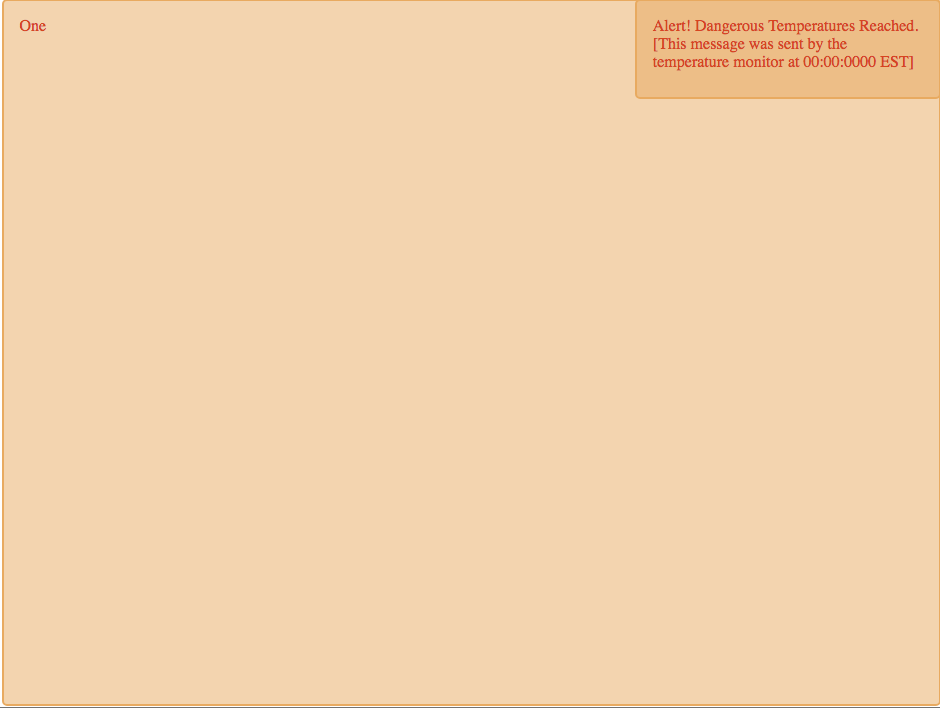 One
Alert! Dangerous Temperatures Reached.
[This message was sent by the
temperature monitor at 00:00:0000 EST]